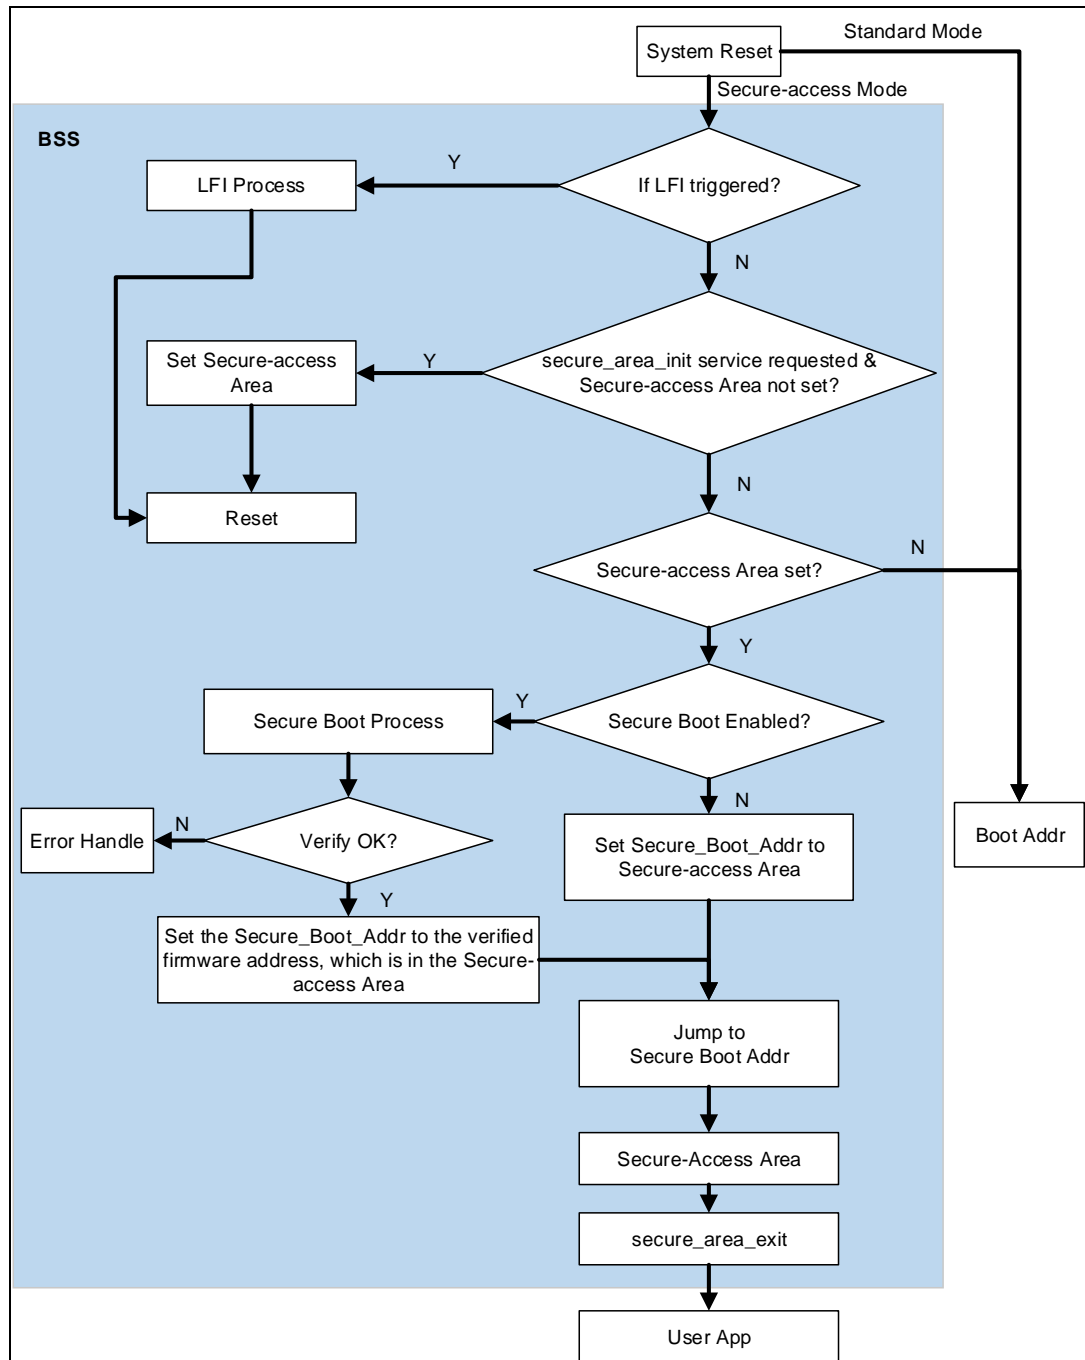 Standard Mode
System Reset
Secure-access Mode
BSS
Y
LFI Process
If LFI triggered?
N
Set Secure-access
Area
Y
secure_area_init service requested &
Secure-access Area not set?
N
Reset
N
Secure-access Area set?
Y
Secure Boot Process
Y
Secure Boot Enabled?
N
Error Handle
N
Verify OK?
Set Secure_Boot_Addr to
Secure-access Area
Boot Addr
Y
Set the Secure_Boot_Addr to the verified
firmware address, which is in the Secure-
access Area
Jump to
Secure Boot Addr
Secure-Access Area
secure_area_exit
User App